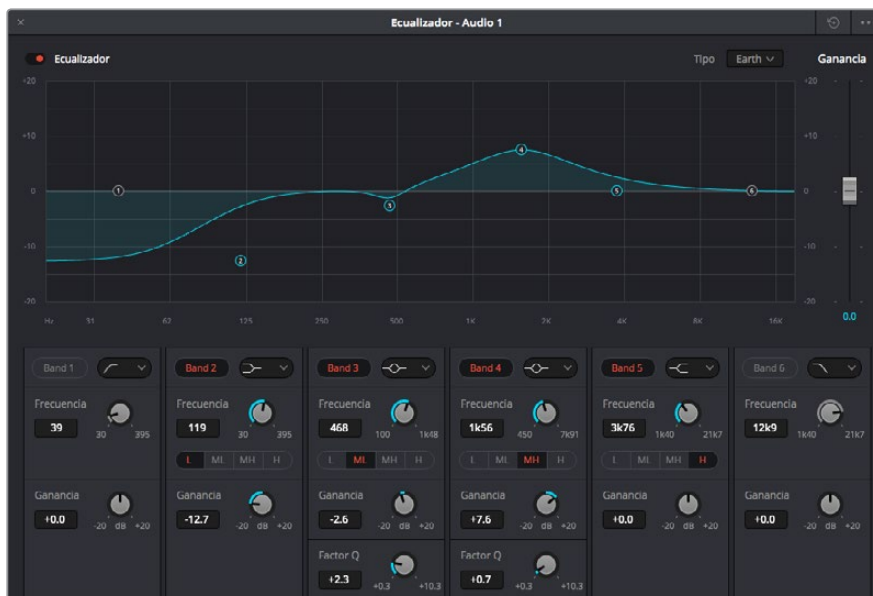 Ecualizador - Audio 1
Ecualizador
Tipo Earth Ganancia
+20 +20
+10 +10
0 0
-10 -10
-20 -20
1 2 3 4 5 6
Hz 31 62 125 250 500 1K 2K 4K 8K 16K
0.0
Band 1 Band 2 Band 3 Band 4 Band 5 Band 6
Frecuencia Frecuencia Frecuencia Frecuencia Frecuencia Frecuencia
39 30 395 119 30 395 468 100 1k48 1k56 450 7k91 3k76 1k40 21k7 12k9 1k40 21k7
L ML MH H L ML MH H L ML MH H L ML MH H
Ganancia Ganancia Ganancia Ganancia Ganancia Ganancia
+0.0 -20 dB +20 -12.7 -20 dB +20 -2.6 -20 dB +20 +7.6 -20 dB +20 +0.0 -20 dB +20 +0.0 -20 dB +20
Factor Q Factor Q
+2.3 +0.3 +10.3 +0.7 +0.3 +10.3